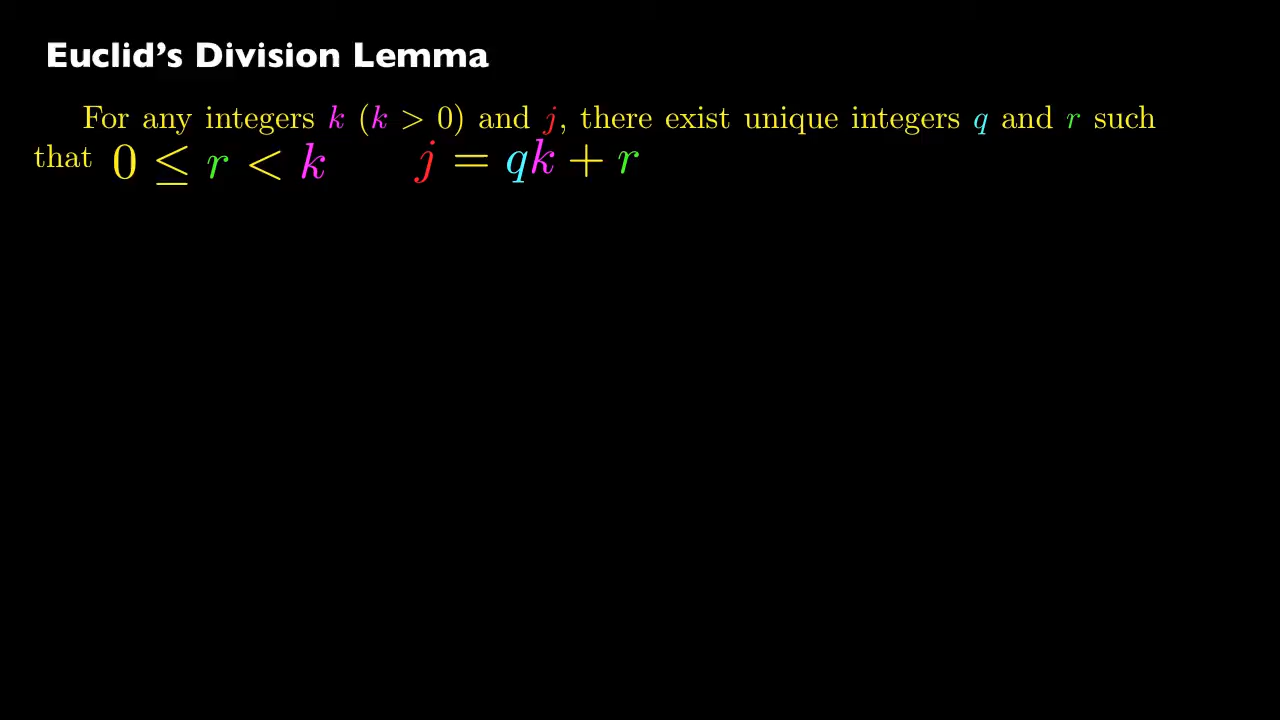 Euclid’s Division Lemma
For any integers k (k > 0) and j, there exist unique integers q and r such
that 0 ≤ r < k j = qk + r